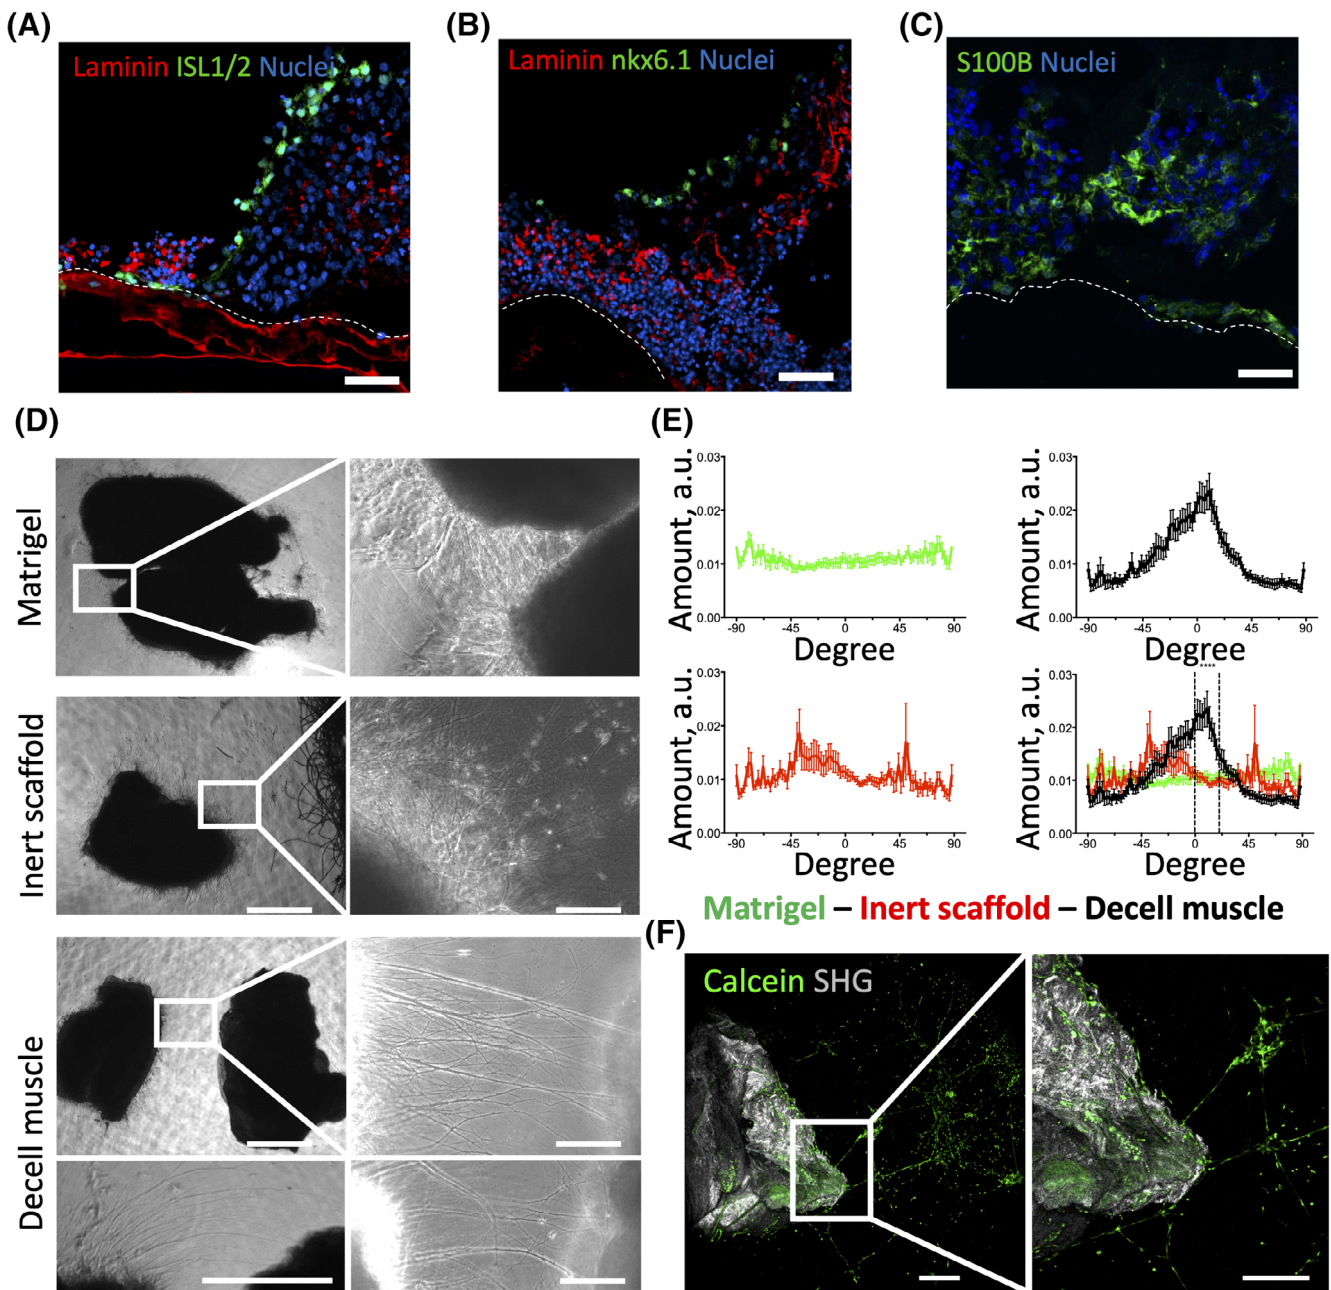 (A)
Laminin ISL1/2 Nuclei
(B)
Laminin nkx6.1 Nuclei
(C)
S100B Nuclei
(D)
Matrigel
Inert scaffold
Decell muscle
(E)
Amount, a.u.
0.03
0.02
0.01
0.00
-90 -45 0 45 90
Degree
Amount, a.u.
0.03
0.02
0.01
0.00
-90 -45 0 45 90
Degree
Amount, a.u.
0.03
0.02
0.01
0.00
-90 -45 0 45 90
Degree
Amount, a.u.
0.03
0.02
0.01
0.00
****
-90 -45 0 45 90
Degree
Matrigel – Inert scaffold – Decell muscle
(F)
Calcein SHG